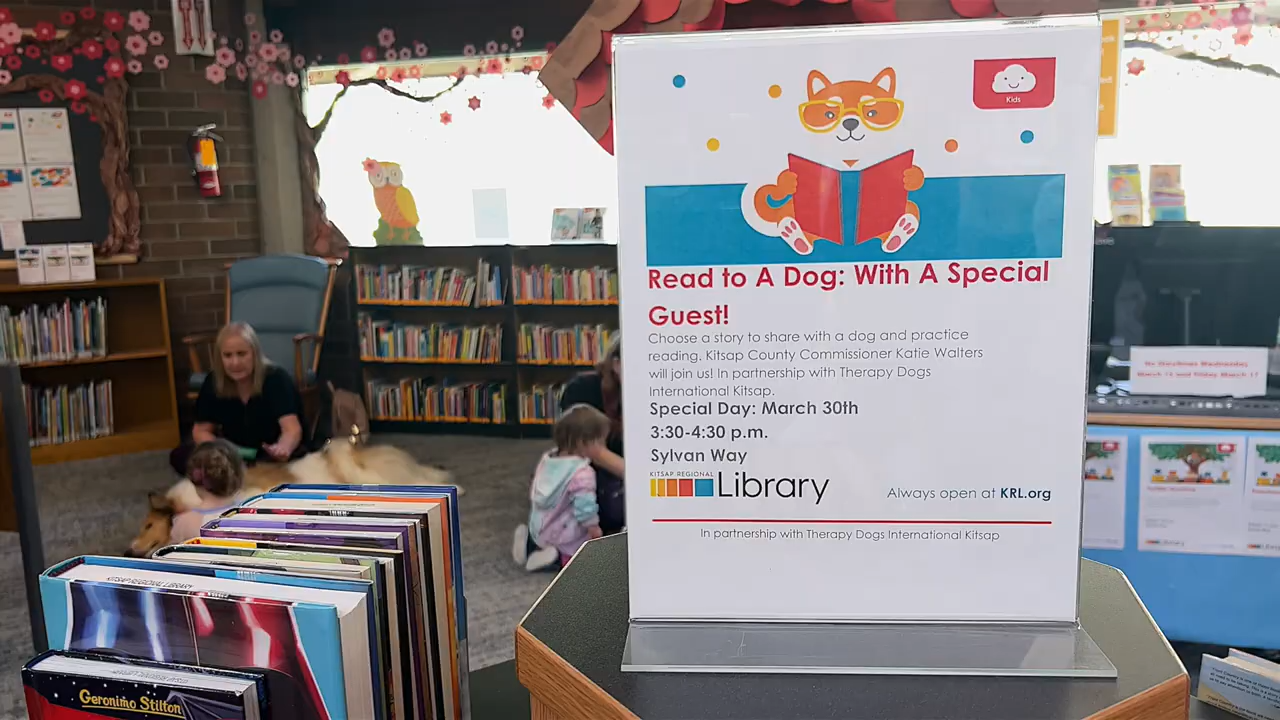 Kids
Read to A Dog: With A Special
Guest!
Choose a story to share with a dog and practice
reading. Kitsap County Commissioner Katie Walters
will join us! In partnership with Therapy Dogs
International Kitsap.
Special Day: March 30th
3:30-4:30 p.m.
Sylvan Way
KITSAP REGIONAL
Library
Always open at KRL.org
In partnership with Therapy Dogs International Kitsap
No Storytimes Wednesday
KITSAP REGIONAL LIBRARY
Geronimo Stilton